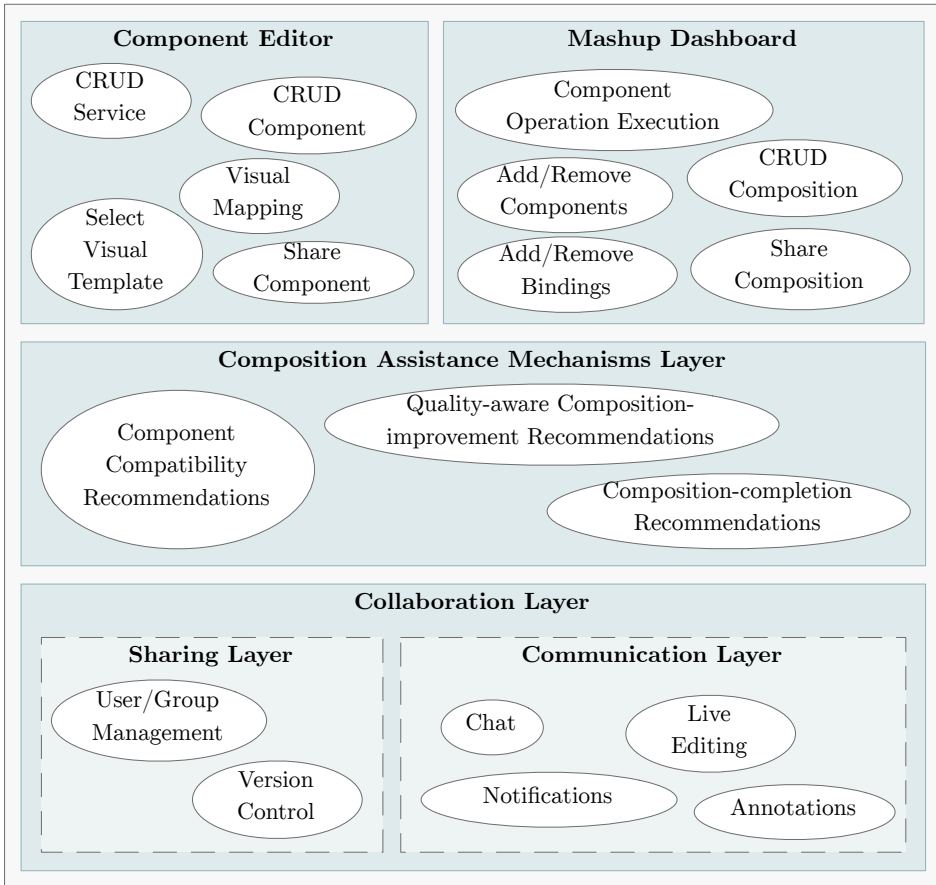 Component Editor
CRUD
Service
CRUD
Component
Visual
Mapping
Select
Visual
Template
Share
Component
Mashup Dashboard
Component
Operation Execution
CRUD
Composition
Add/Remove
Components
Add/Remove
Bindings
Share
Composition
Composition Assistance Mechanisms Layer
Component
Compatibility
Recommendations
Quality-aware Composition-
improvement Recommendations
Composition-completion
Recommendations
Collaboration Layer
Sharing Layer
User/Group
Management
Version
Control
Communication Layer
Chat
Live
Editing
Notifications
Annotations